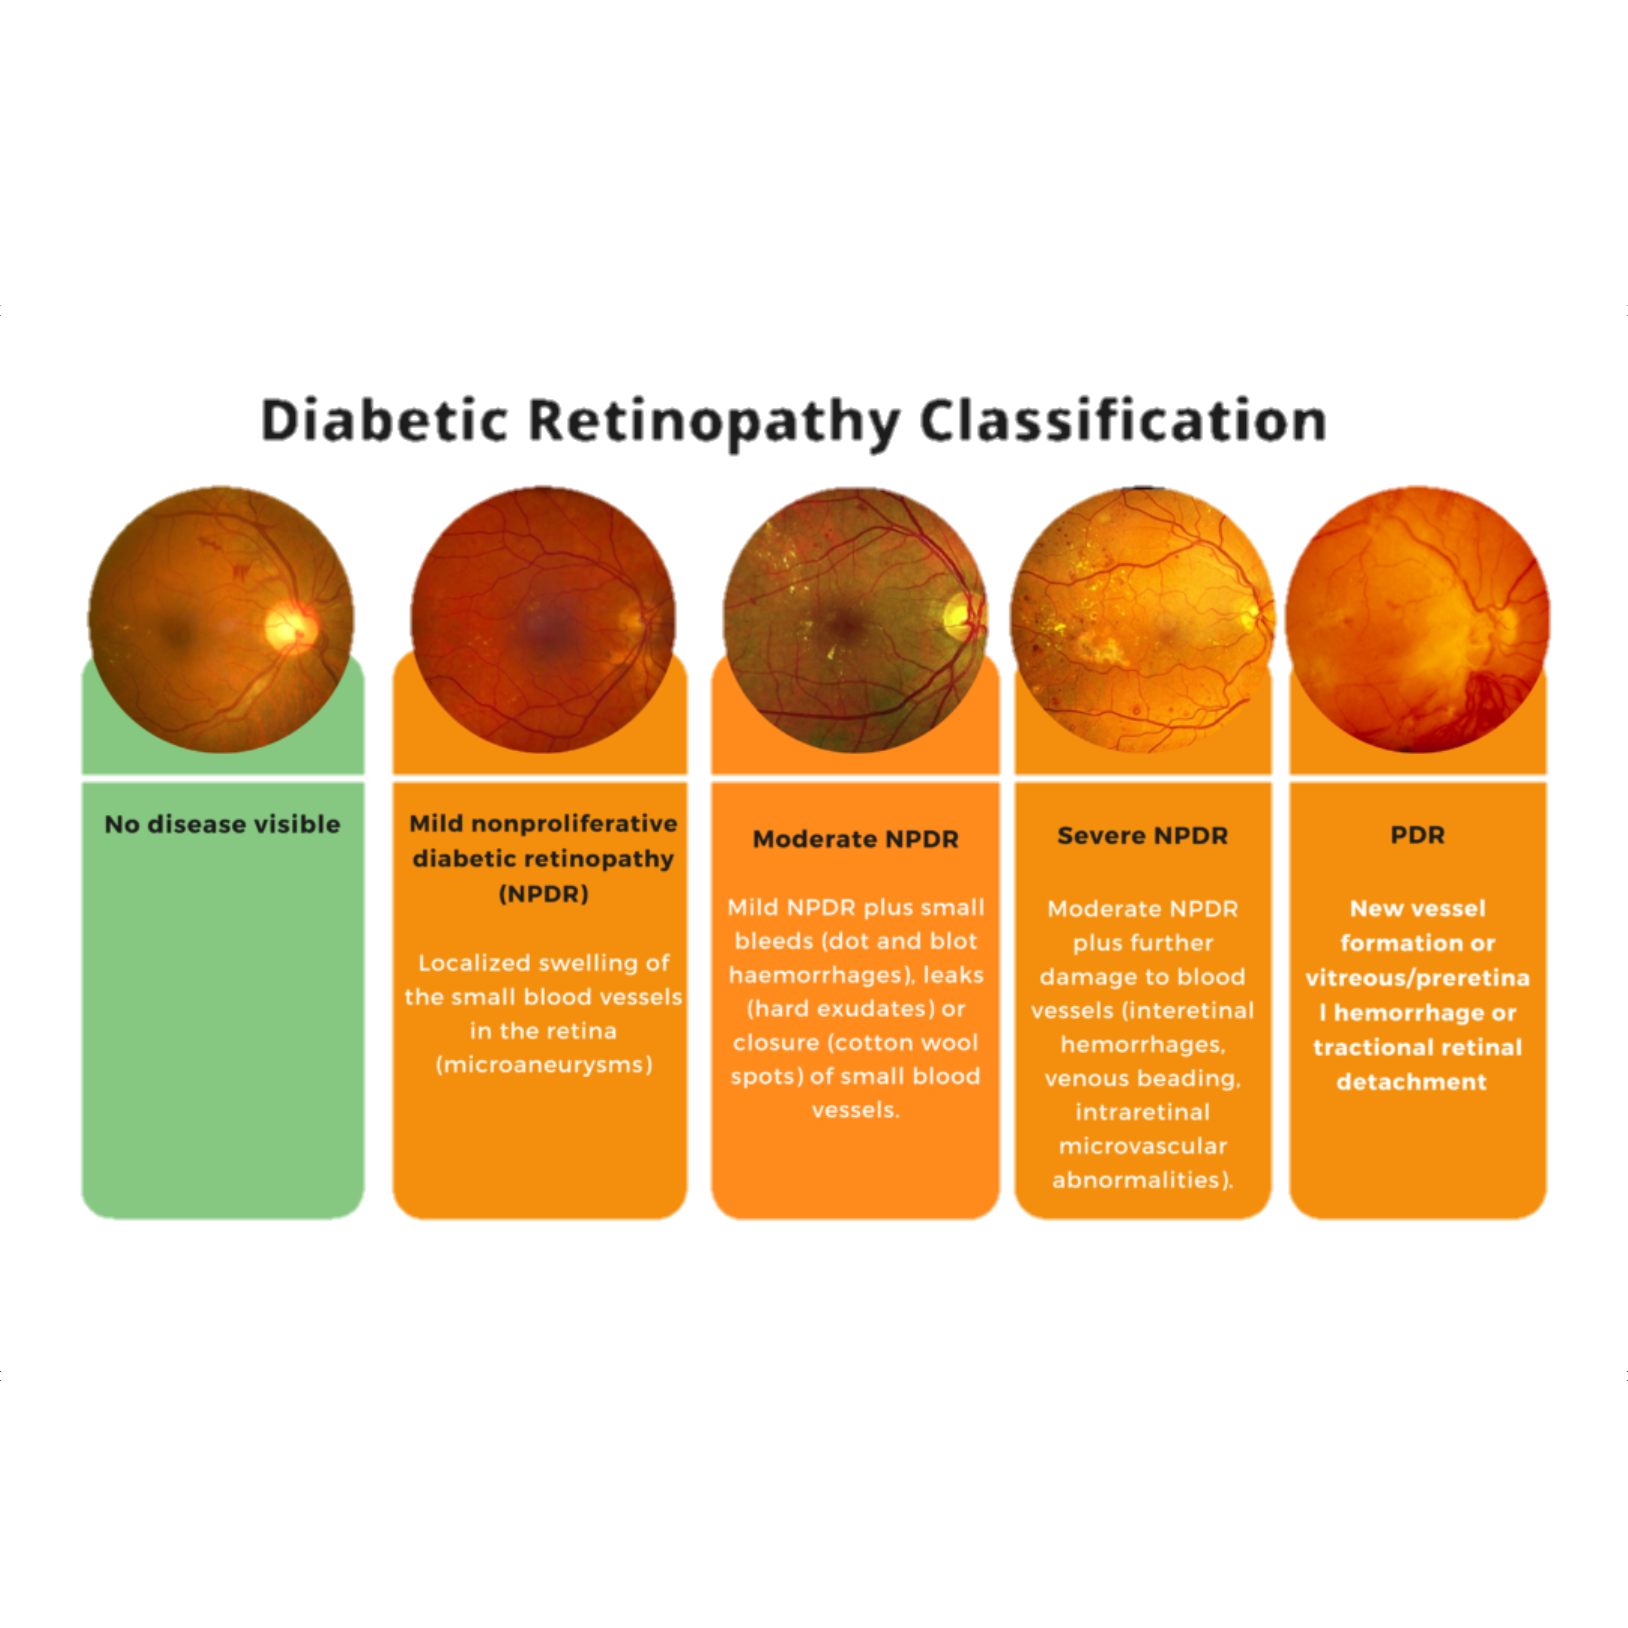 Diabetic Retinopathy Classification
No disease visible
Mild nonproliferative
diabetic retinopathy
(NPDR)
Localized swelling of
the small blood vessels
in the retina
(microaneurysms)
Moderate NPDR
Mild NPDR plus small
bleeds (dot and blot
haemorrhages), leaks
(hard exudates) or
closure (cotton wool
spots) of small blood
vessels.
Severe NPDR
Moderate NPDR
plus further
damage to blood
vessels (interetinal
hemorrhages,
venous beading,
intraretinal
microvascular
abnormalities).
PDR
New vessel
formation or
vitreous/preretina
l hemorrhage or
tractional retinal
detachment